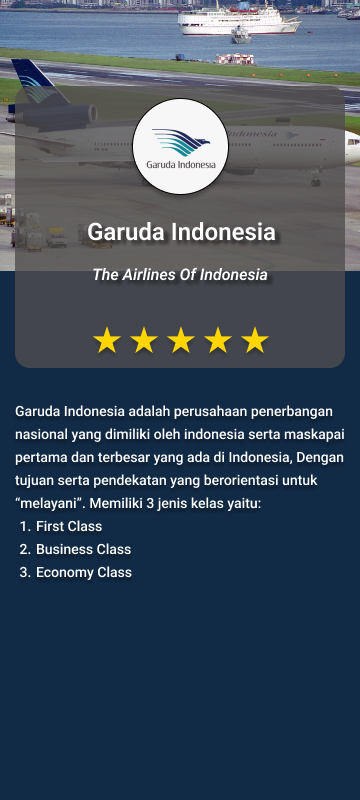 Indonesia
Garuda Indonesia
Garuda Indonesia
The Airlines Of Indonesia
Garuda Indonesia adalah perusahaan penerbangan
nasional yang dimiliki oleh indonesia serta maskapai
pertama dan terbesar yang ada di Indonesia, Dengan
tujuan serta pendekatan yang berorientasi untuk
“melayani”. Memiliki 3 jenis kelas yaitu:
1. First Class
2. Business Class
3. Economy Class